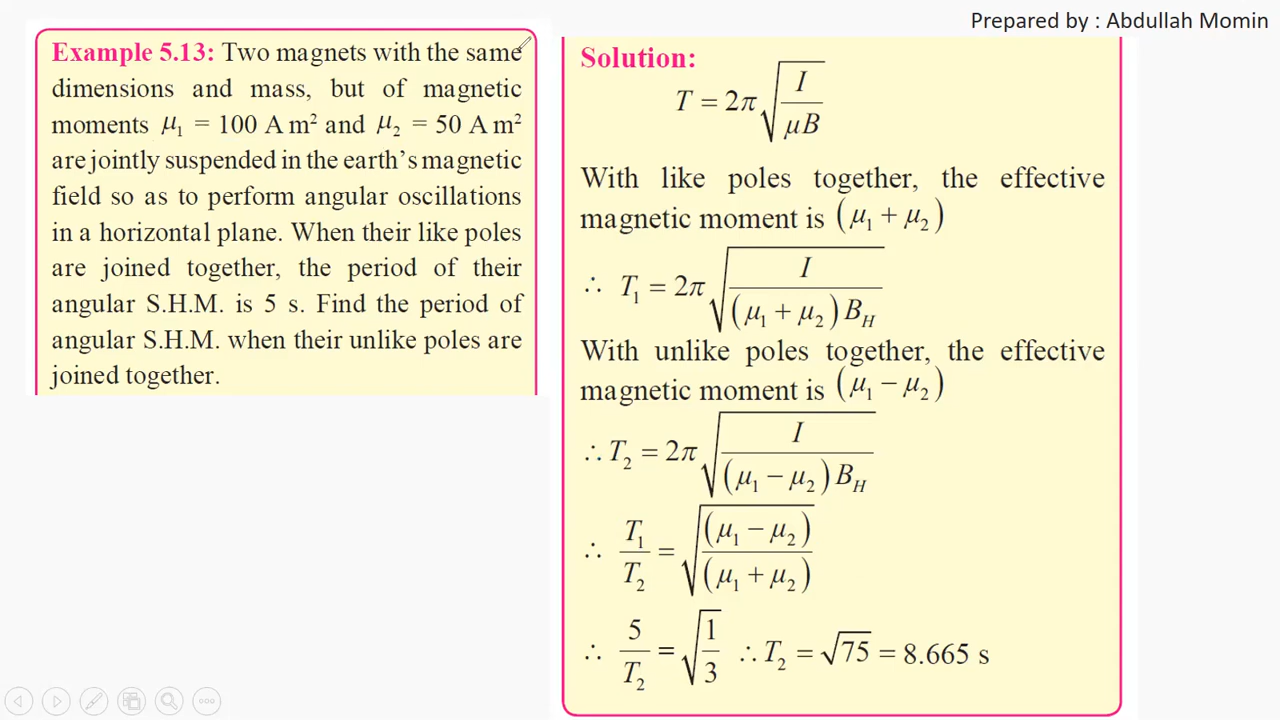 Prepared by : Abdullah Momin
Example 5.13: Two magnets with the same
dimensions and mass, but of magnetic
moments μ₁ = 100 A m² and μ₂ = 50 A m²
are jointly suspended in the earth's magnetic
field so as to perform angular oscillations
in a horizontal plane. When their like poles
are joined together, the period of their
angular S.H.M. is 5 s. Find the period of
angular S.H.M. when their unlike poles are
joined together.
Solution:
T = 2π√(I/μB)
With like poles together, the effective
magnetic moment is (μ₁ + μ₂)
∴ T₁ = 2π√(I/((μ₁ + μ₂)B_H))
With unlike poles together, the effective
magnetic moment is (μ₁ − μ₂)
∴ T₂ = 2π√(I/((μ₁ − μ₂)B_H))
∴ T₁/T₂ = √((μ₁ − μ₂)/(μ₁ + μ₂))
∴ 5/T₂ = √(1/3) ∴ T₂ = √75 = 8.665 s